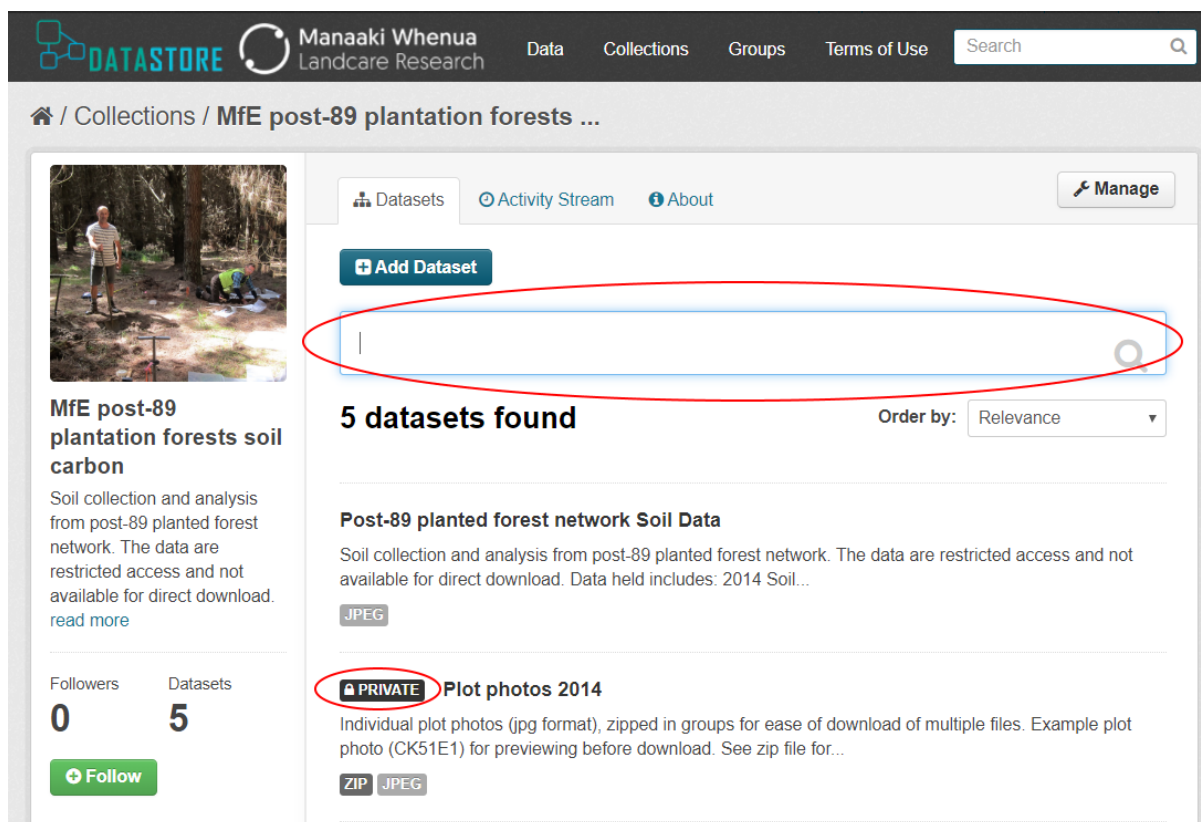 DATASTORE
Manaaki Whenua
Landcare Research
Data Collections Groups Terms of Use Search
/ Collections / MfE post-89 plantation forests ...
Datasets Activity Stream About
Manage
Add Dataset
5 datasets found
Order by: Relevance
MfE post-89
plantation forests soil
carbon
Soil collection and analysis
from post-89 planted forest
network. The data are
restricted access and not
available for direct download.
read more
Followers Datasets
0 5
Follow
Post-89 planted forest network Soil Data
Soil collection and analysis from post-89 planted forest network. The data are restricted access and not
available for direct download. Data held includes: 2014 Soil...
JPEG
PRIVATE Plot photos 2014
Individual plot photos (jpg format), zipped in groups for ease of download of multiple files. Example plot
photo (CK51E1) for previewing before download. See zip file for...
ZIP JPEG